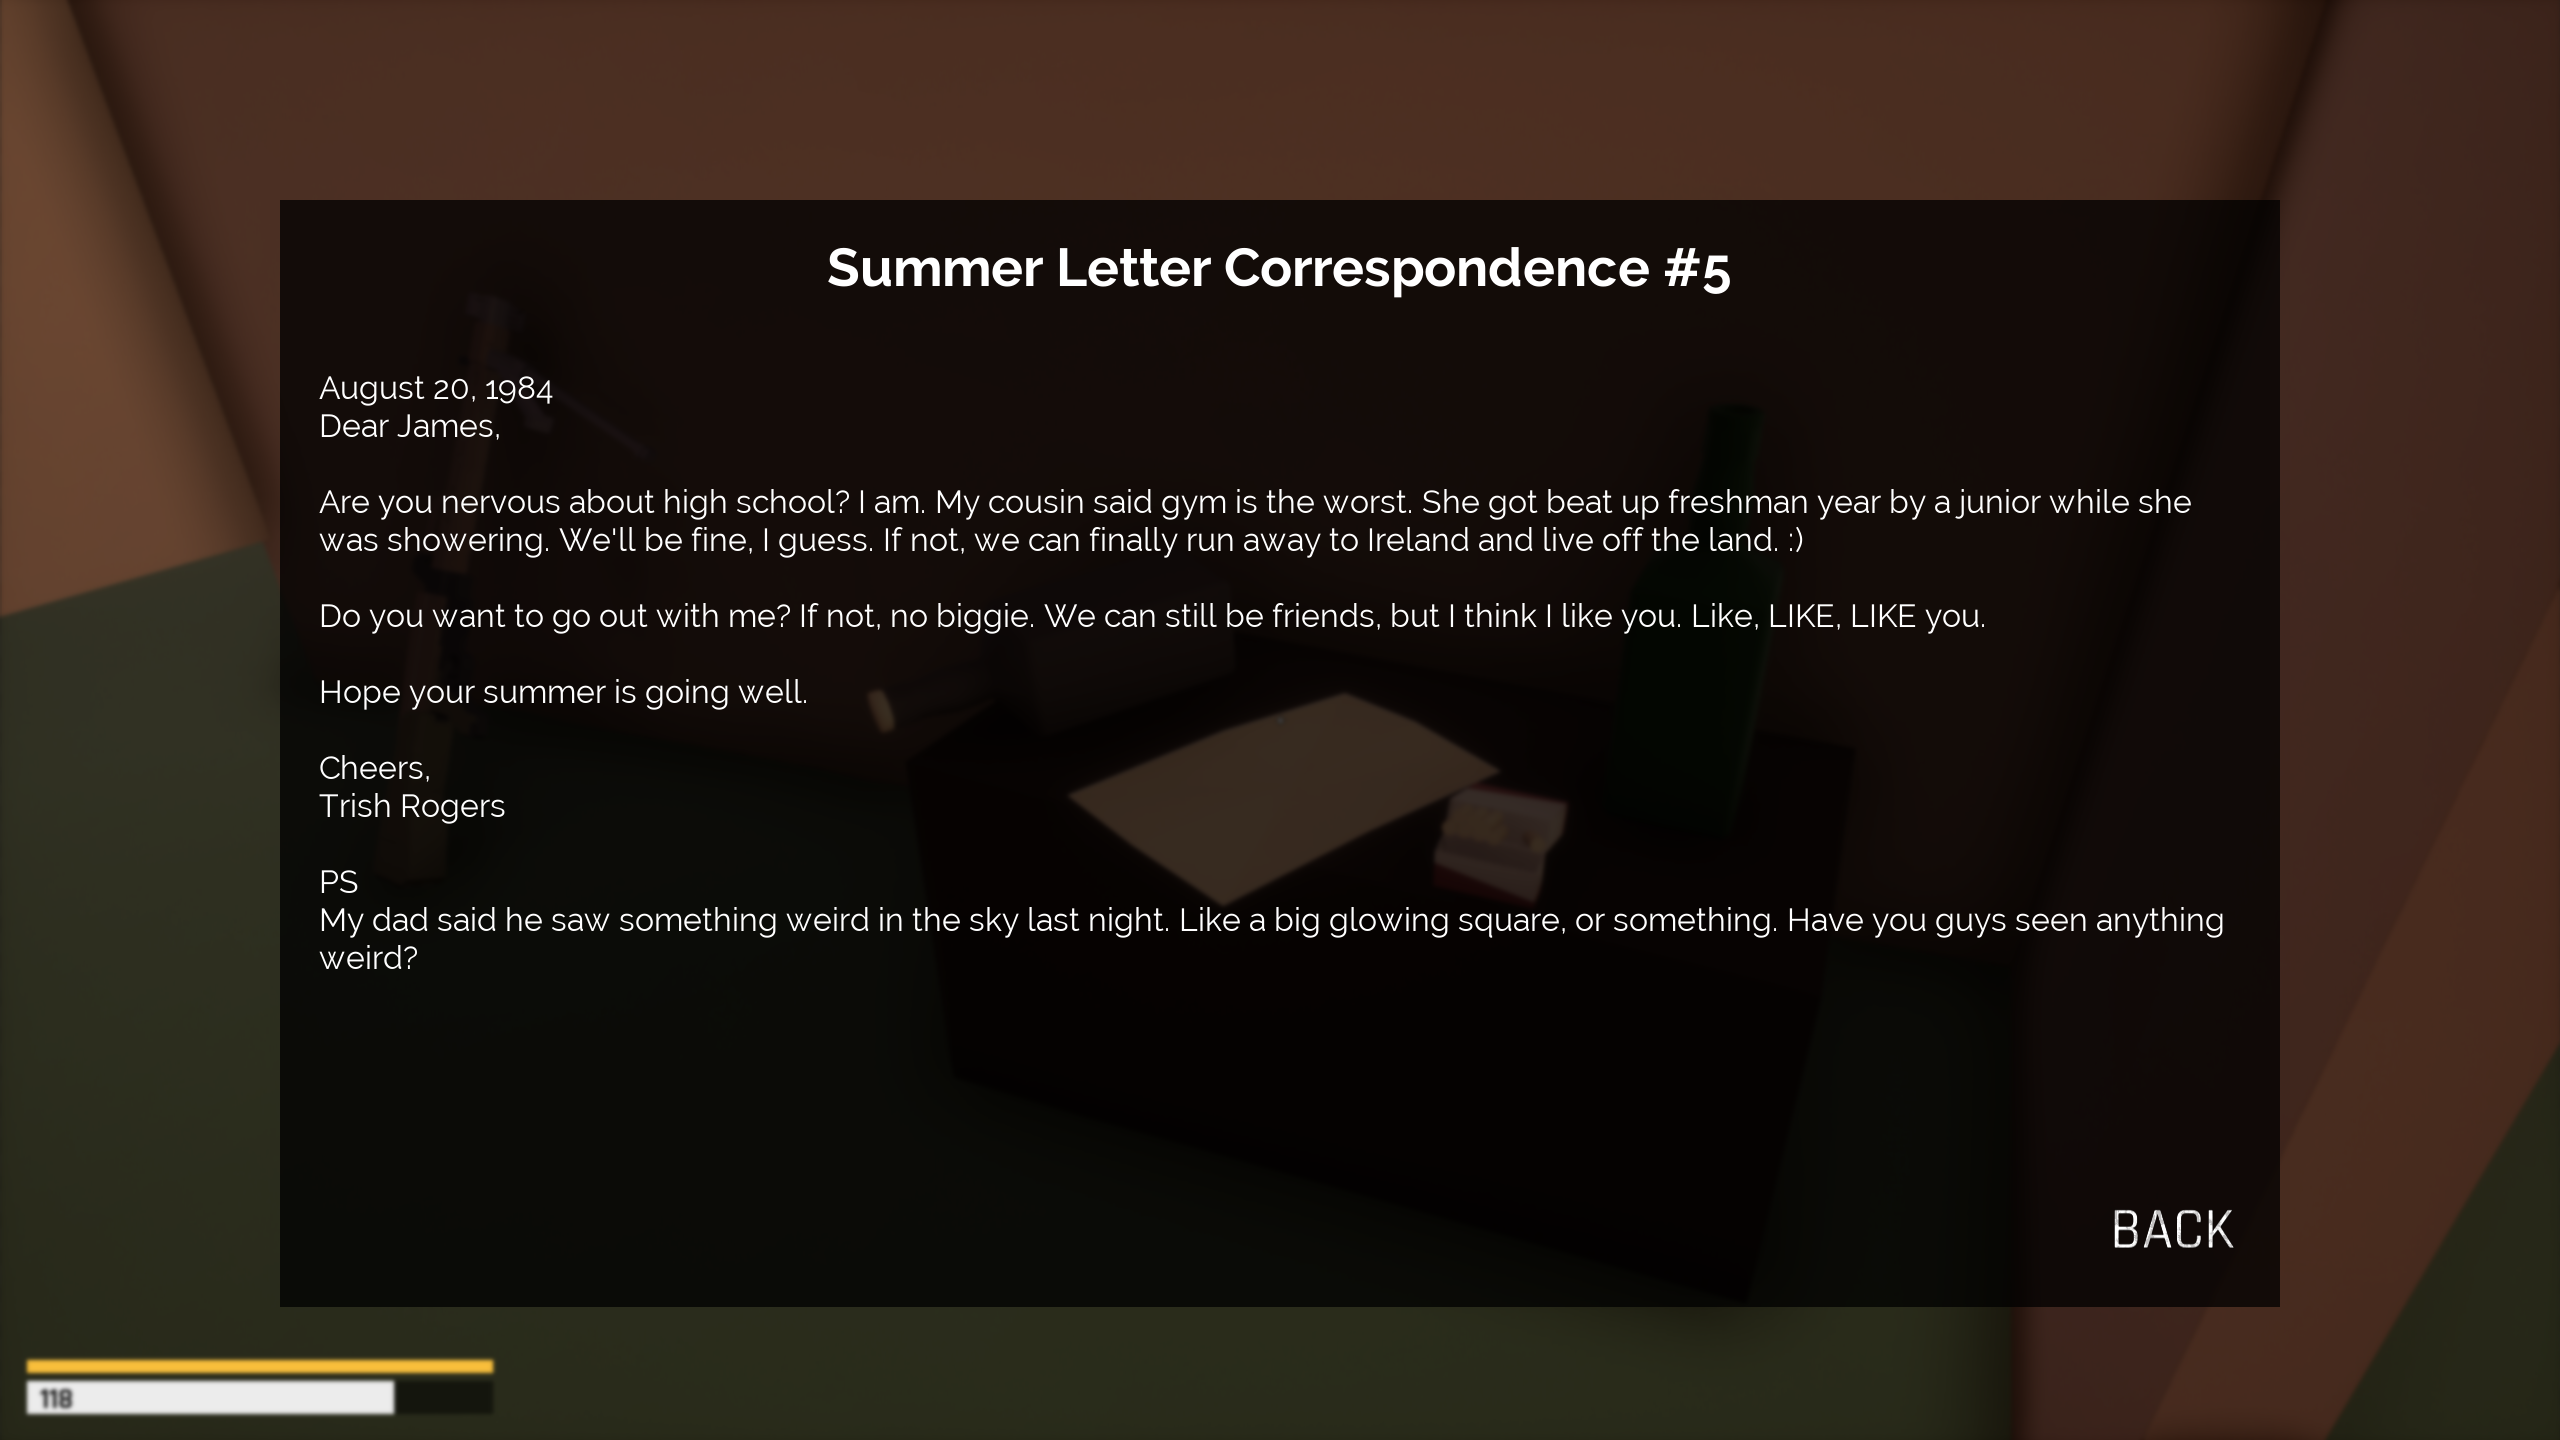 Summer Letter Correspondence #5
August 20, 1984
Dear James,
Are you nervous about high school? I am. My cousin said gym is the worst. She got beat up freshman year by a junior while she
was showering. We'll be fine, I guess. If not, we can finally run away to Ireland and live off the land. :)
Do you want to go out with me? If not, no biggie. We can still be friends, but I think I like you. Like, LIKE, LIKE you.
Hope your summer is going well.
Cheers,
Trish Rogers
PS
My dad said he saw something weird in the sky last night. Like a big glowing square, or something. Have you guys seen anything
weird?
BACK
118